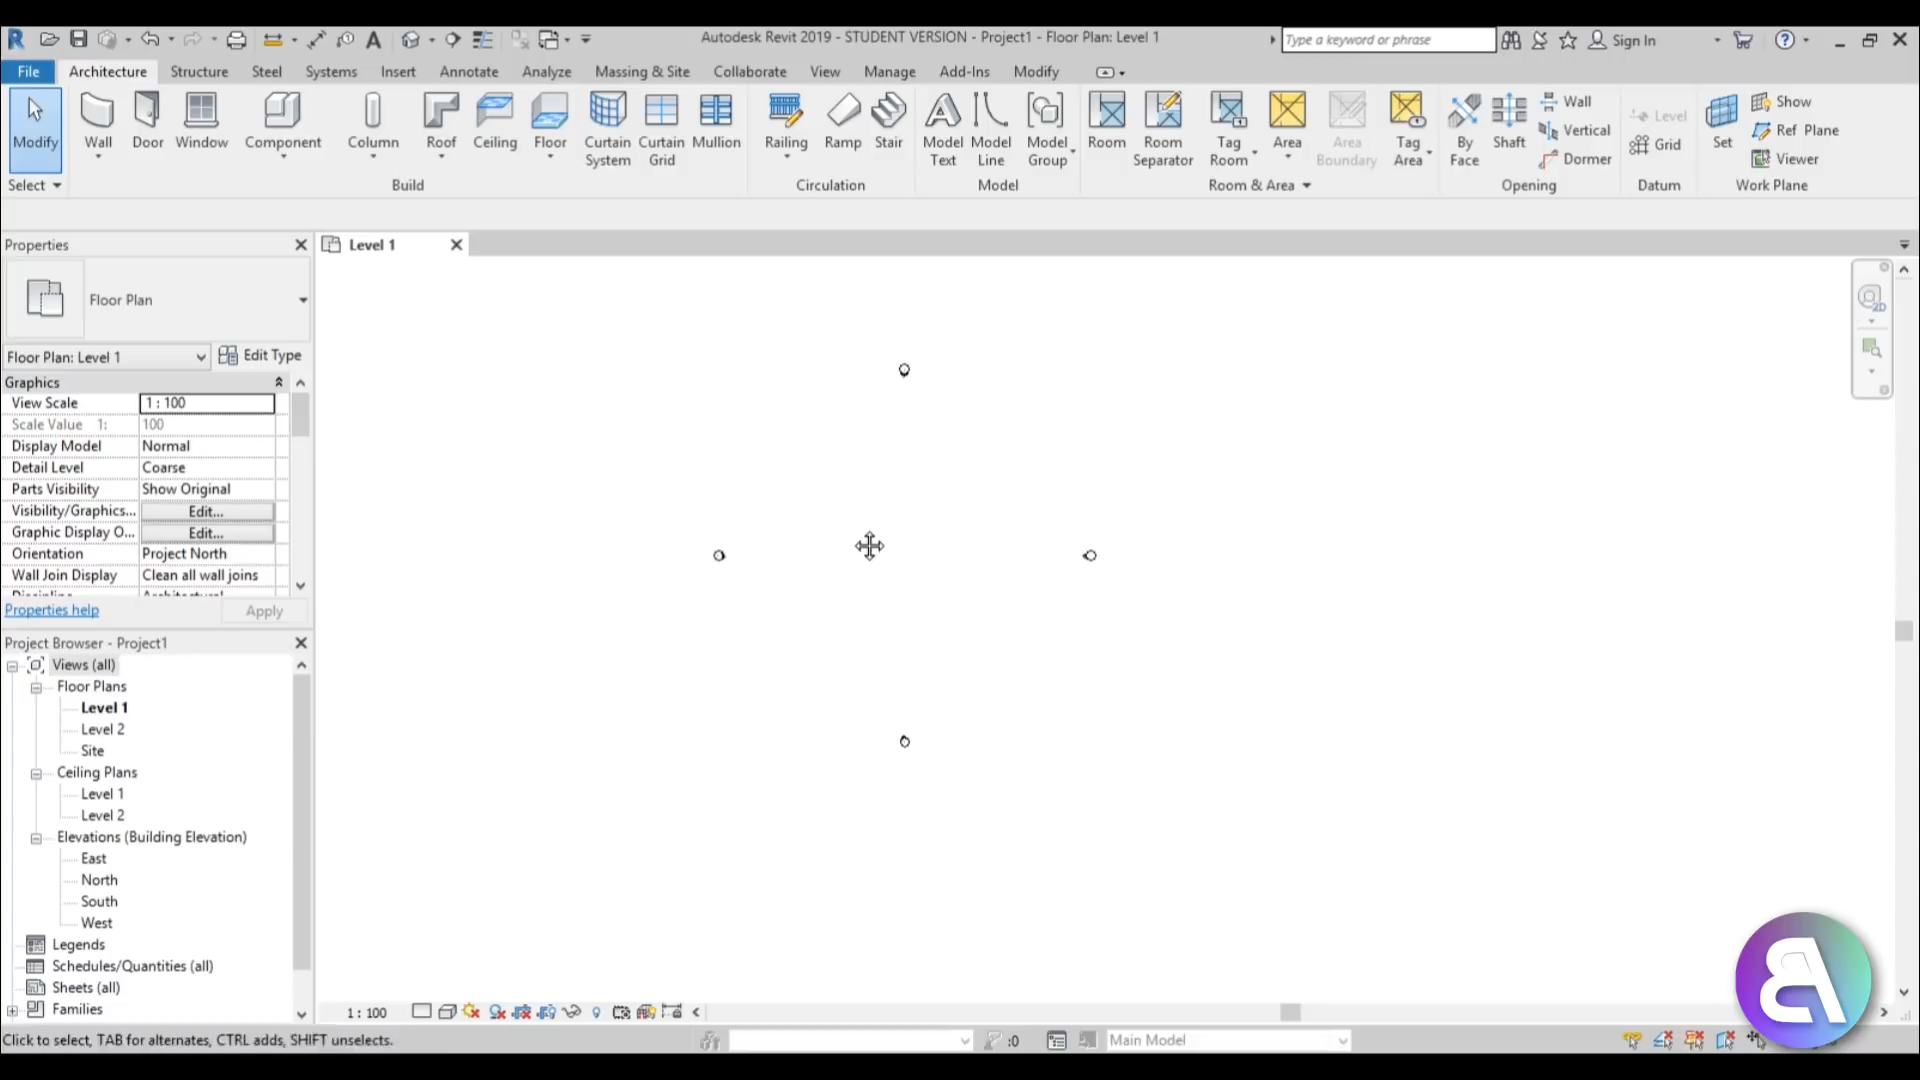 Autodesk Revit 2019 - STUDENT VERSION - Project1 - Floor Plan: Level 1
Type a keyword or phrase
Sign In
File Architecture Structure Steel Systems Insert Annotate Analyze Massing & Site Collaborate View Manage Add-Ins Modify
Modify
Wall
Door
Window
Component
Column
Roof
Ceiling
Floor
Curtain System
Curtain Grid
Mullion
Railing
Ramp
Stair
Model Text
Model Line
Model Group
Room
Room Separator
Tag Room
Area
Area Boundary
Tag Area
By Face
Shaft
Wall
Vertical
Dormer
Level
Grid
Set
Show
Ref Plane
Viewer
Select Build Circulation Model Room & Area Opening Datum Work Plane
Properties
Level 1
Floor Plan
Floor Plan: Level 1 Edit Type
Graphics
View Scale 1 : 100
Scale Value 1: 100
Display Model Normal
Detail Level Coarse
Parts Visibility Show Original
Visibility/Graphics... Edit...
Graphic Display O... Edit...
Orientation Project North
Wall Join Display Clean all wall joins
Properties help Apply
Project Browser - Project1
Views (all)
Floor Plans
Level 1
Level 2
Site
Ceiling Plans
Level 1
Level 2
Elevations (Building Elevation)
East
North
South
West
Legends
Schedules/Quantities (all)
Sheets (all)
Families
1 : 100
Click to select, TAB for alternates, CTRL adds, SHIFT unselects.
:0
Main Model
2D